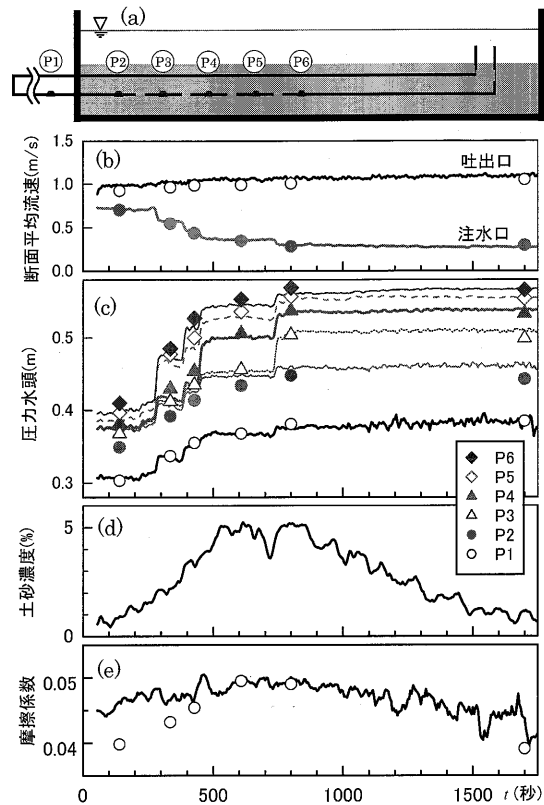 (a)
P1 P2 P3 P4 P5 P6
1.5
(b)
吐出口
1.0
0.5
注水口
0.0
断面平均流速(m/s)
(c)
0.5
0.4
0.3
圧力水頭(m)
P6
P5
P4
P3
P2
P1
(d)
5
0
土砂濃度(%)
(e)
0.05
0.04
摩擦係数
0 500 1000 1500 t(秒)